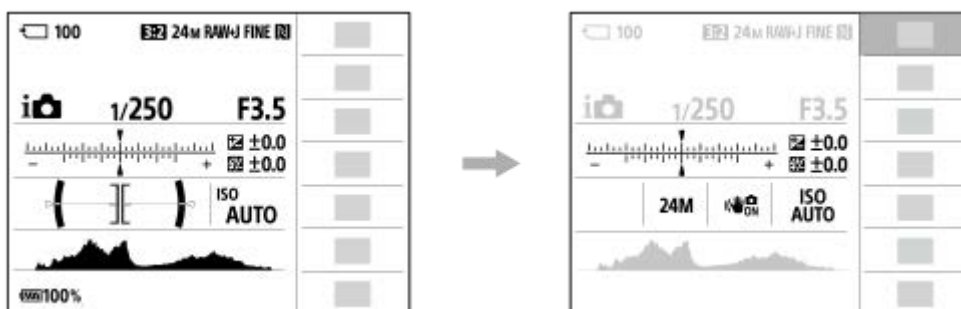 100 3:2 24M RAW+J FINE N
i 1/250 F3.5
±0.0
- + ±0.0
ISO
AUTO
100%
100 3:2 24M RAW+J FINE N
i 1/250 F3.5
±0.0
- + ±0.0
24M ON ISO
AUTO